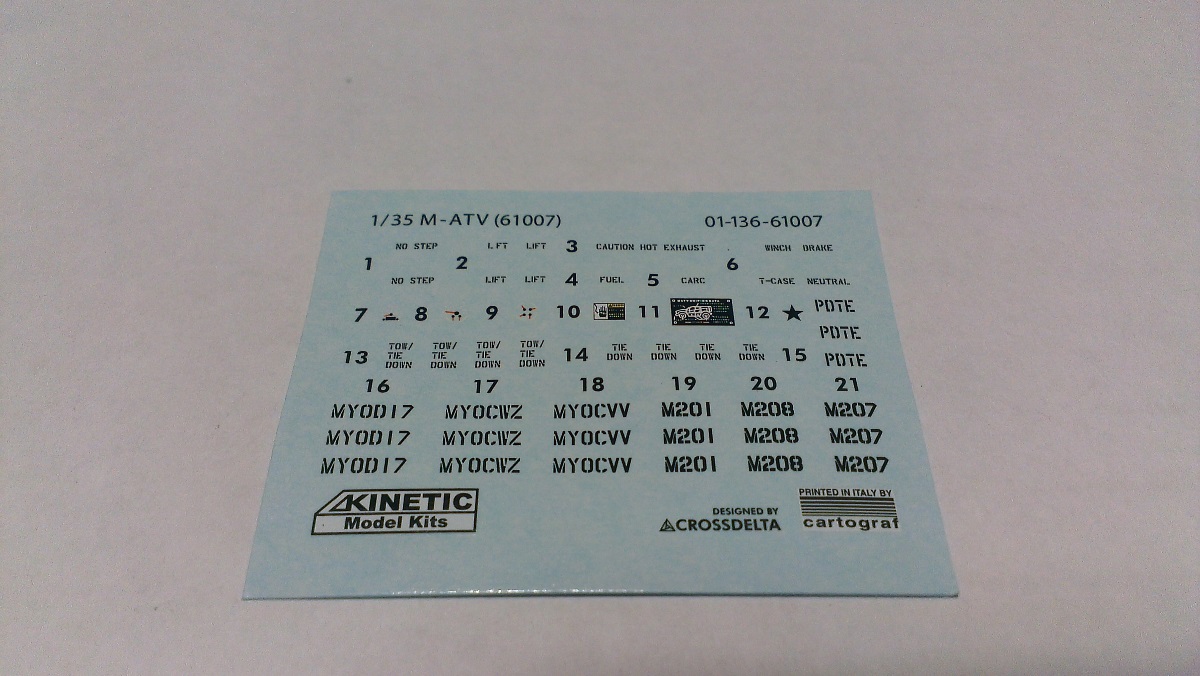 1/35 M-ATV (61007) 01-136-61007
NO STEP LIFT LIFT 3 CAUTION HOT EXHAUST WINCH BRAKE
1 2 6
NO STEP LIFT LIFT 4 FUEL 5 CARC T-CASE NEUTRAL
7 8 9 10 11 12 PDTE
PDTE
13 TOW/ TOW/ TOW/ TOW/ 14 TIE TIE TIE TIE 15 PDTE
TIE TIE TIE TIE DOWN DOWN DOWN DOWN
DOWN DOWN DOWN DOWN
16 17 18 19 20 21
MYOD17 MYOCWZ MYOCVV M201 M208 M207
MYOD17 MYOCWZ MYOCVV M201 M208 M207
MYOD17 MYOCWZ MYOCVV M201 M208 M207
KINETIC
Model Kits
DESIGNED BY
CROSSDELTA
PRINTED IN ITALY BY
cartograf